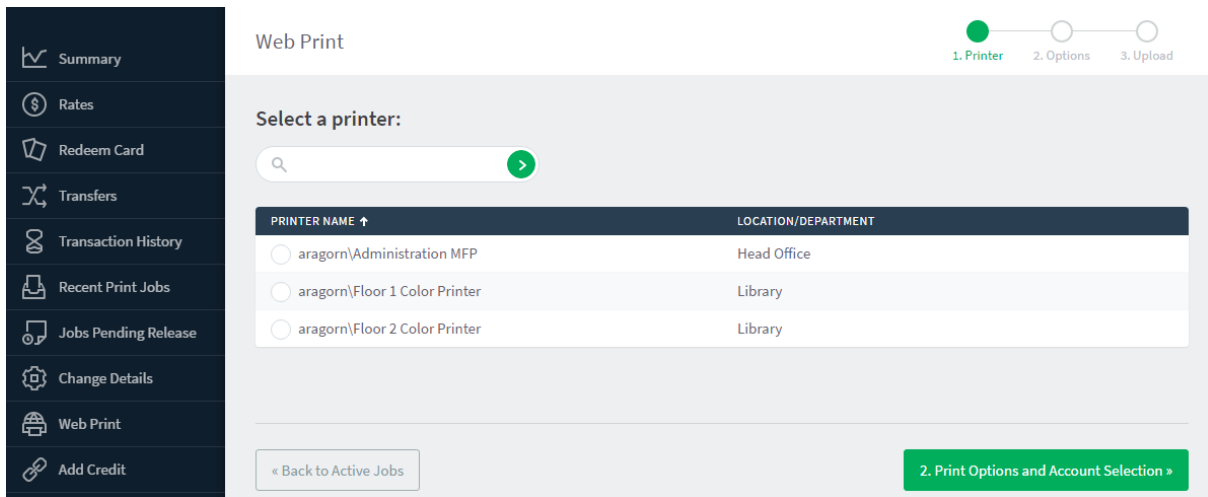 Summary
Rates
Redeem Card
Transfers
Transaction History
Recent Print Jobs
Jobs Pending Release
Change Details
Web Print
Add Credit
Web Print
1. Printer 2. Options 3. Upload
Select a printer:
PRINTER NAME ↑ LOCATION/DEPARTMENT
aragorn\Administration MFP Head Office
aragorn\Floor 1 Color Printer Library
aragorn\Floor 2 Color Printer Library
« Back to Active Jobs 2. Print Options and Account Selection »